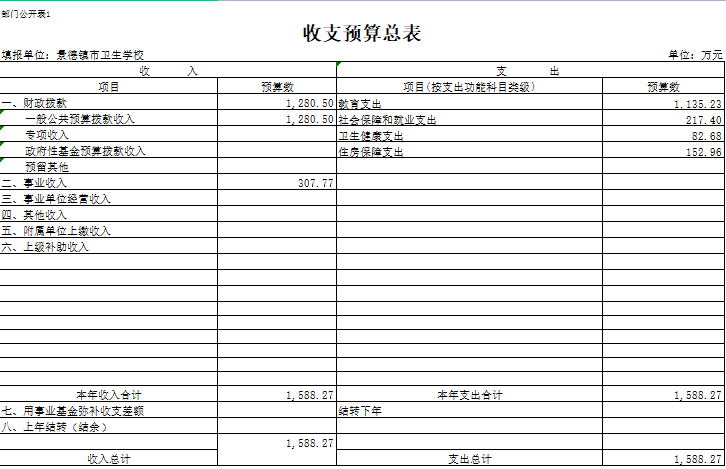 部门公开表1
收支预算总表
填报单位：景德镇市卫生学校 单位：万元
收 入 支 出
项目 预算数 项目(按支出功能科目类级) 预算数
一、财政拨款 1,280.50 教育支出 1,135.23
一般公共预算拨款收入 1,280.50 社会保障和就业支出 217.40
专项收入 卫生健康支出 82.68
政府性基金预算拨款收入 住房保障支出 152.96
预留其他
二、事业收入 307.77
三、事业单位经营收入
四、其他收入
五、附属单位上缴收入
六、上级补助收入
本年收入合计 1,588.27 本年支出合计 1,588.27
七、用事业基金弥补收支差额 结转下年
八、上年结转（结余）
1,588.27
收入总计 支出总计 1,588.27